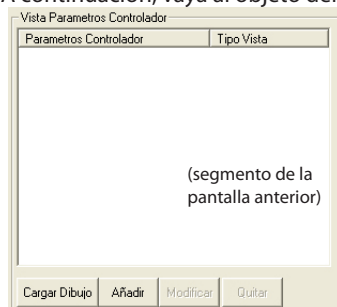 A continuación, vaya al objeto del
Vista Parametros Controlador
Parametros Controlador Tipo Vista
(segmento de la
pantalla anterior)
Cargar Dibujo Añadir Modificar Quitar